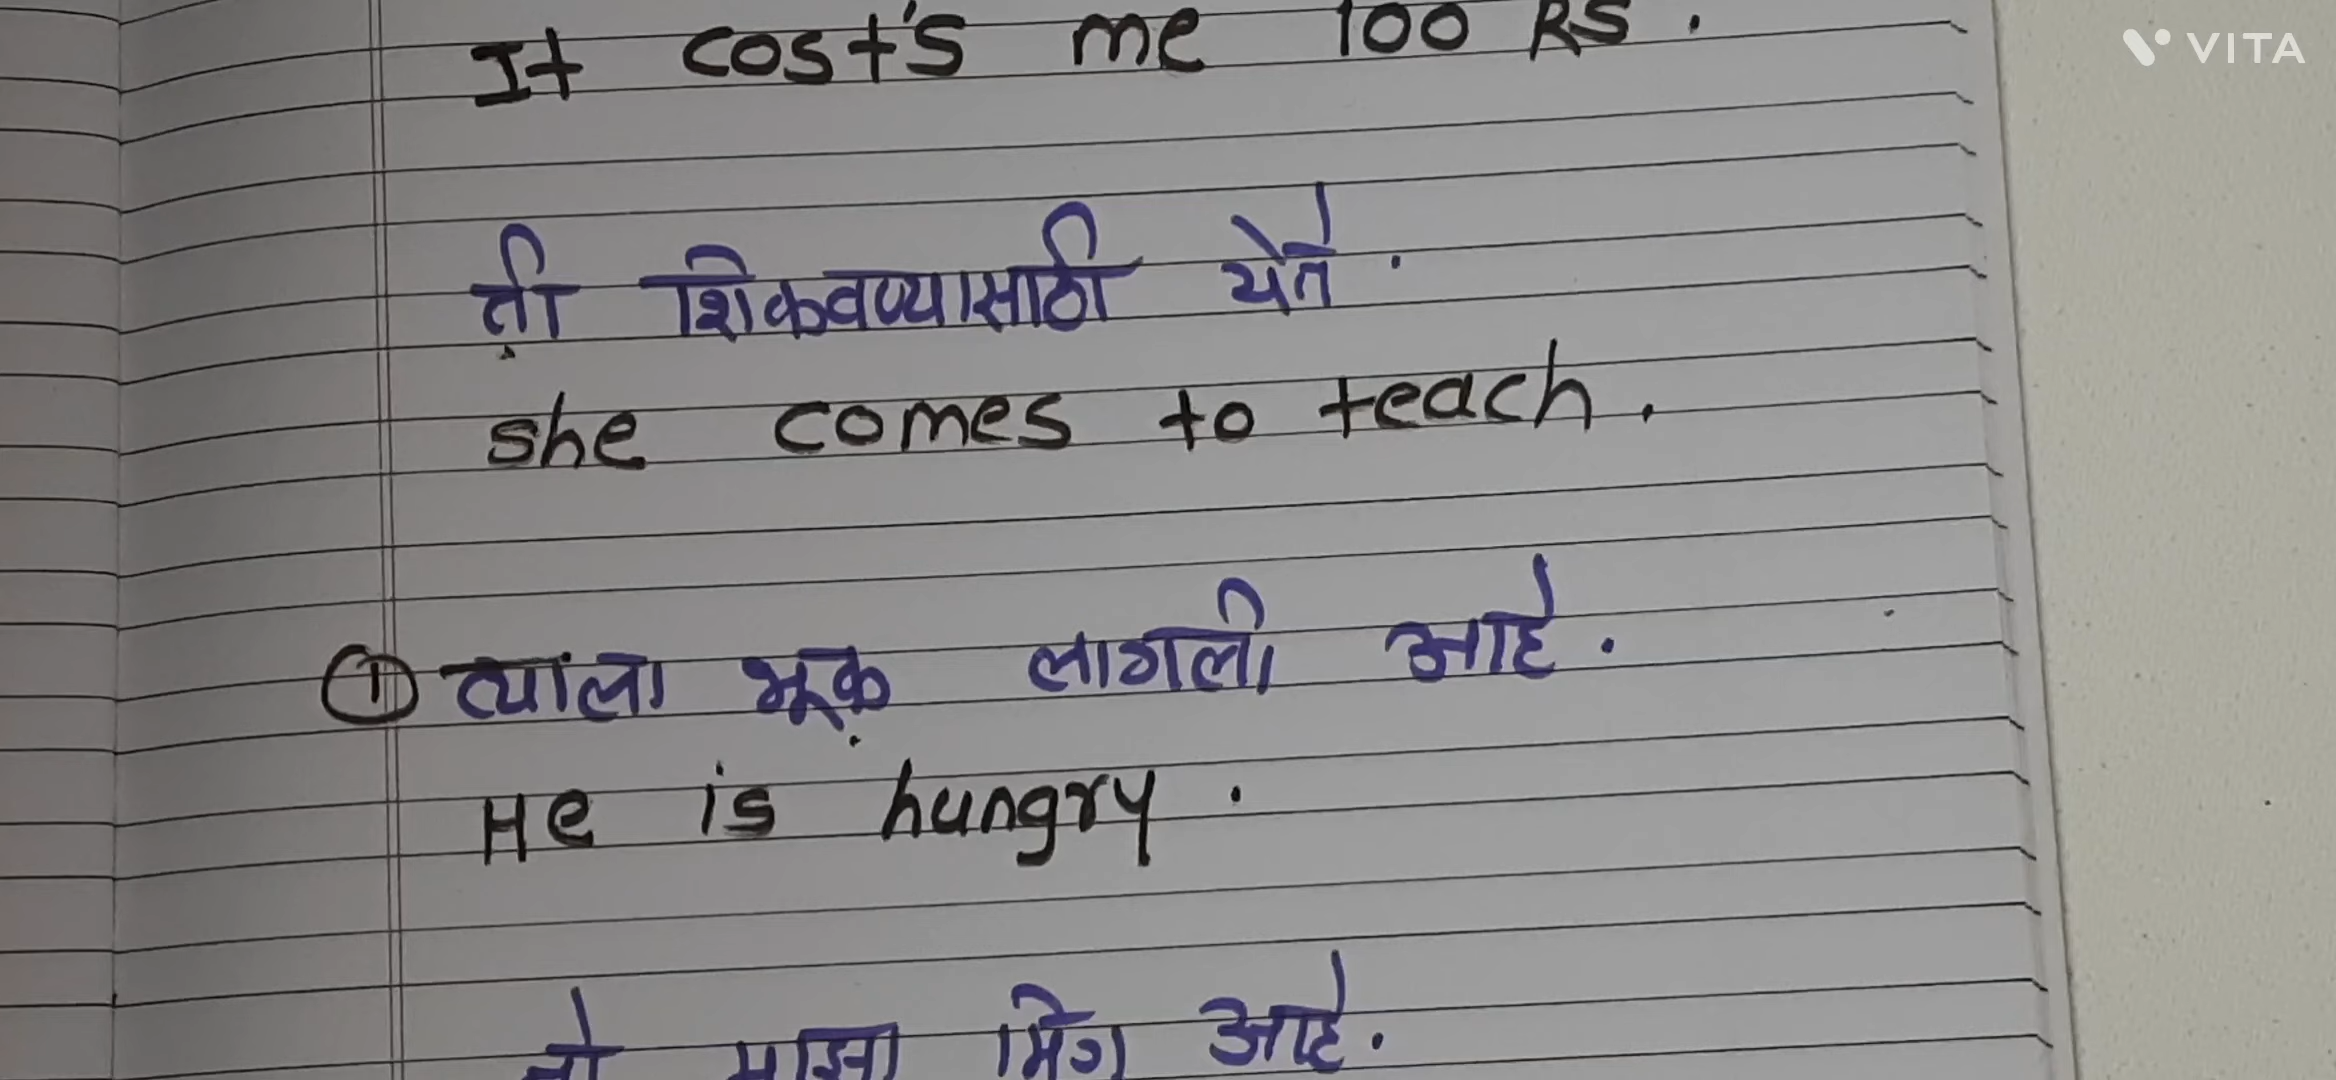 It cost's me 100 RS.
VITA
ती शिकवण्यासाठी येते.
she comes to teach.
① त्यांला भूक लागली आहे.
He is hungry.
तो माझा आहे.